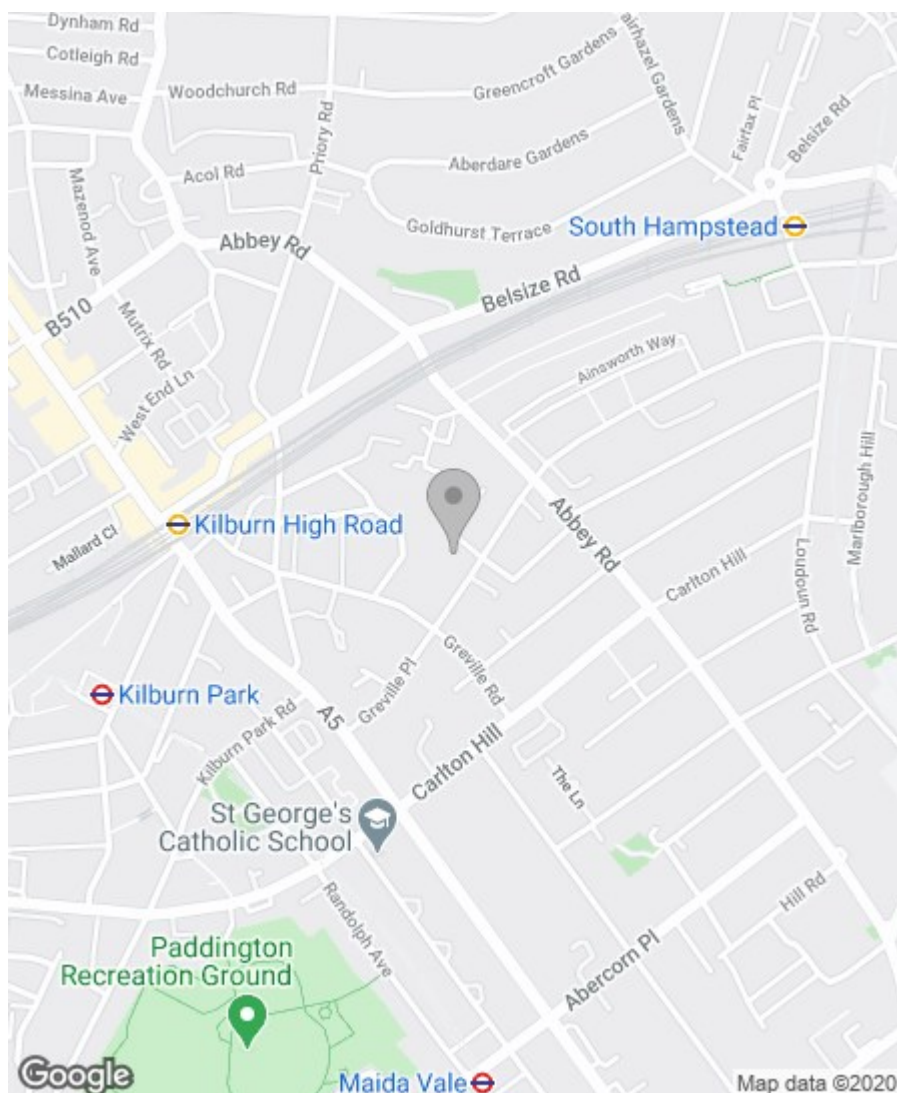 Dynham Rd
Cotleigh Rd
Messina Ave
Woodchurch Rd
Greencroft Gardens
Fairhazel Gardens
Priory Rd
Fairfax Pl
Belsize Rd
Aberdare Gardens
Acol Rd
Mazenod Ave
Goldhurst Terrace
South Hampstead
Abbey Rd
Belsize Rd
B510
Mutrix Rd
West End Ln
Ainsworth Way
Marlborough Hill
Kilburn High Road
Mallard Cl
Abbey Rd
Loudoun Rd
Carlton Hill
Greville Rd
Kilburn Park
Greville Pl
Kilburn Park Rd
A5
Carlton Hill
The Ln
St George's
Catholic School
Hill Rd
Randolph Ave
Paddington
Recreation Ground
Abercorn Pl
Google
Maida Vale
Map data ©2020